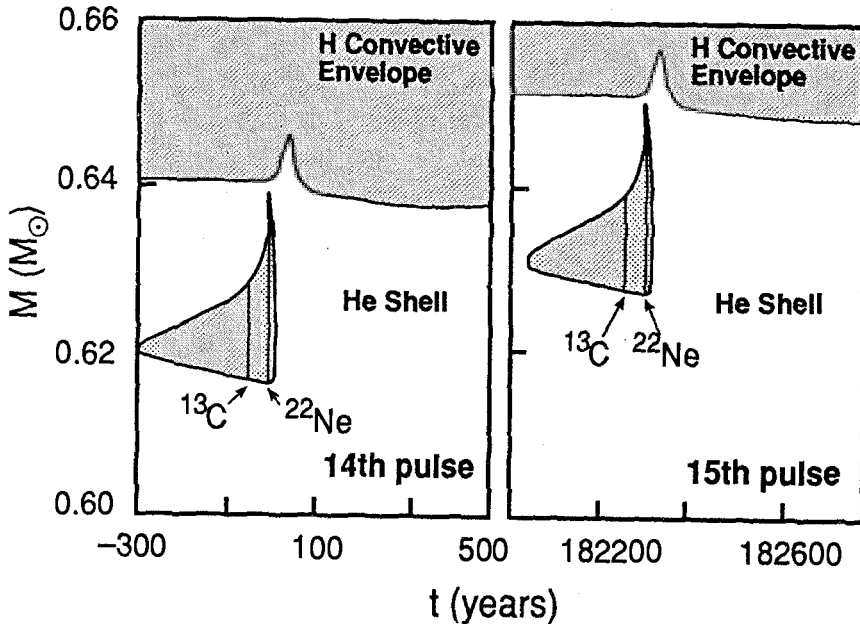 0.66
0.64
0.62
0.60
M (M☉)
H Convective
Envelope
He Shell
¹³C
²²Ne
14th pulse
H Convective
Envelope
He Shell
¹³C
²²Ne
15th pulse
−300
100
500
182200
182600
t (years)